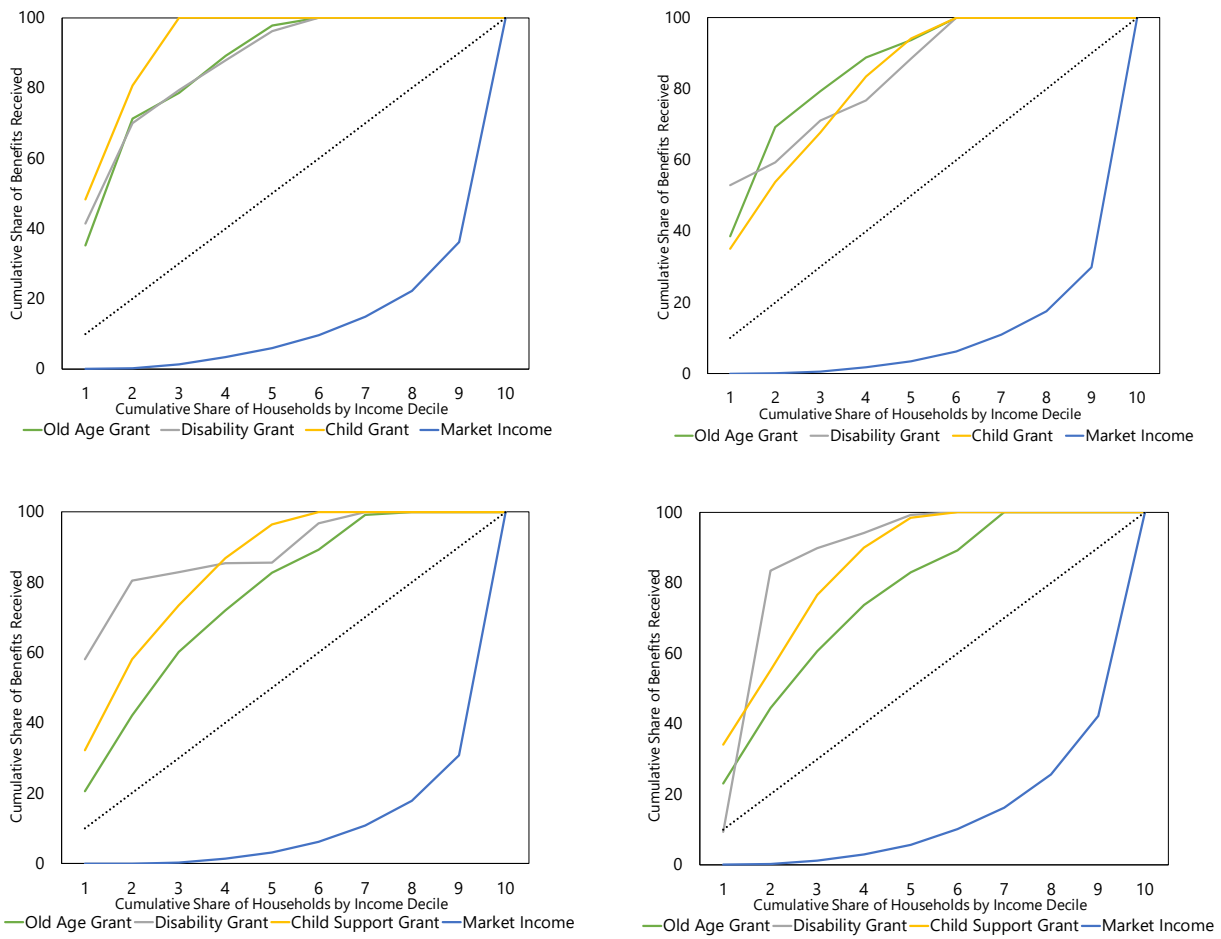 100
80
60
40
20
0
Cumulative Share of Benefits Received
1 2 3 4 5 6 7 8 9 10
Cumulative Share of Households by Income Decile
Old Age Grant Disability Grant Child Grant Market Income
100
80
60
40
20
0
Cumulative Share of Benefits Received
1 2 3 4 5 6 7 8 9 10
Cumulative Share of Households by Income Decile
Old Age Grant Disability Grant Child Grant Market Income
100
80
60
40
20
0
Cumulative Share of Benefits Received
1 2 3 4 5 6 7 8 9 10
Cumulative Share of Households by Income Decile
Old Age Grant Disability Grant Child Support Grant Market Income
100
80
60
40
20
0
Cumulative Share of Benefits Received
1 2 3 4 5 6 7 8 9 10
Cumulative Share of Households by Income Decile
Old Age Grant Disability Grant Child Support Grant Market Income